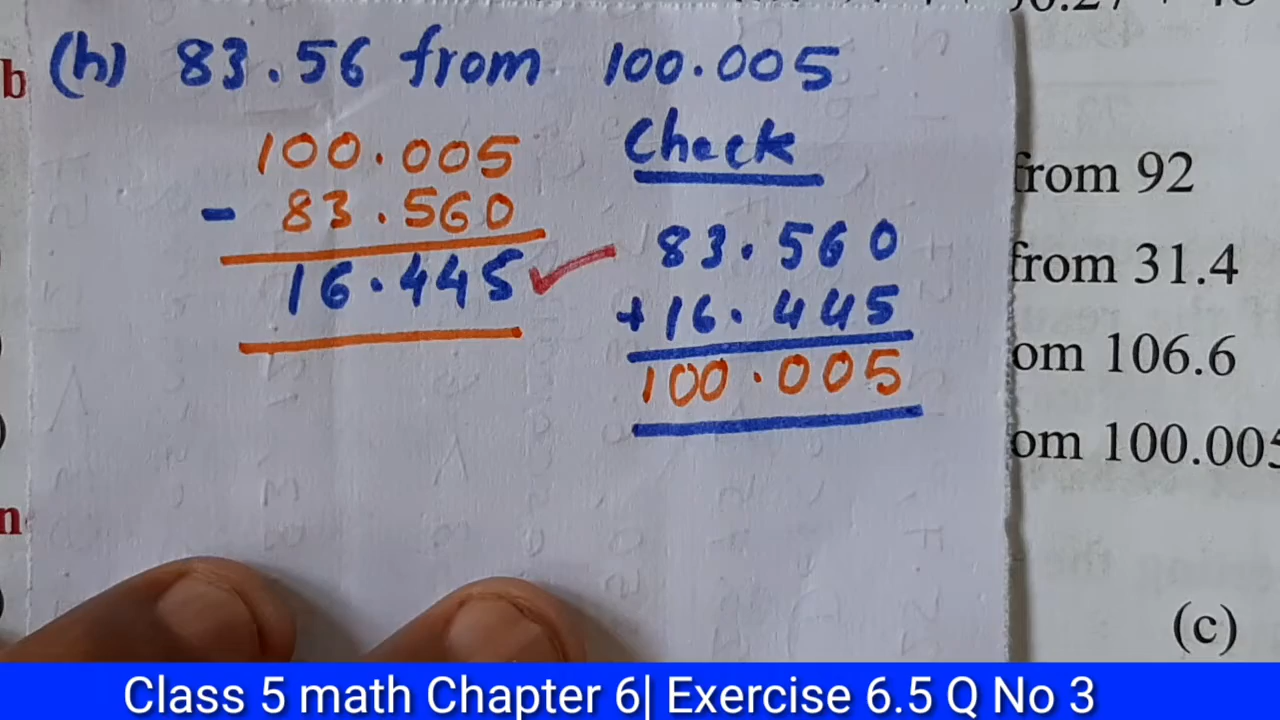 b (h) 83.56 from 100.005
100.005
- 83.560
16.445 ✓
Check
83.560
+16.445
100.005
from 92
from 31.4
om 106.6
om 100.005
n
(c)
Class 5 math Chapter 6| Exercise 6.5 Q No 3